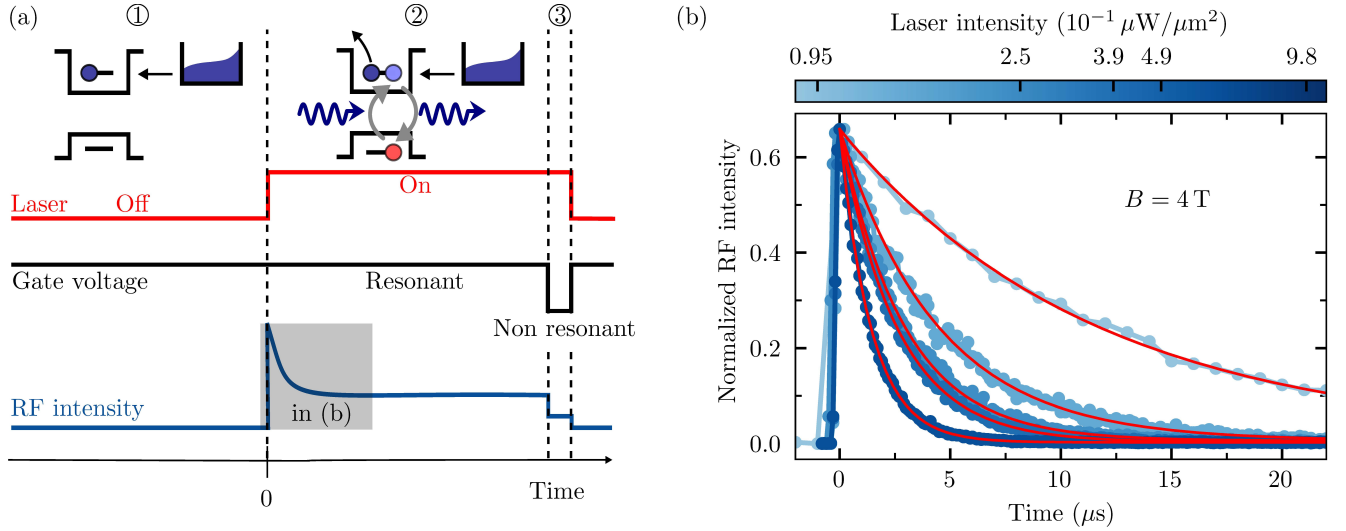 (a)
① ② ③
Laser Off
On
Gate voltage Resonant
Non resonant
RF intensity
in (b)
Time
0
(b)
Laser intensity (10⁻¹ μW/μm²)
0.95 2.5 3.9 4.9 9.8
Normalized RF intensity
0.6
0.4
0.2
0.0
B = 4 T
0 5 10 15 20
Time (μs)